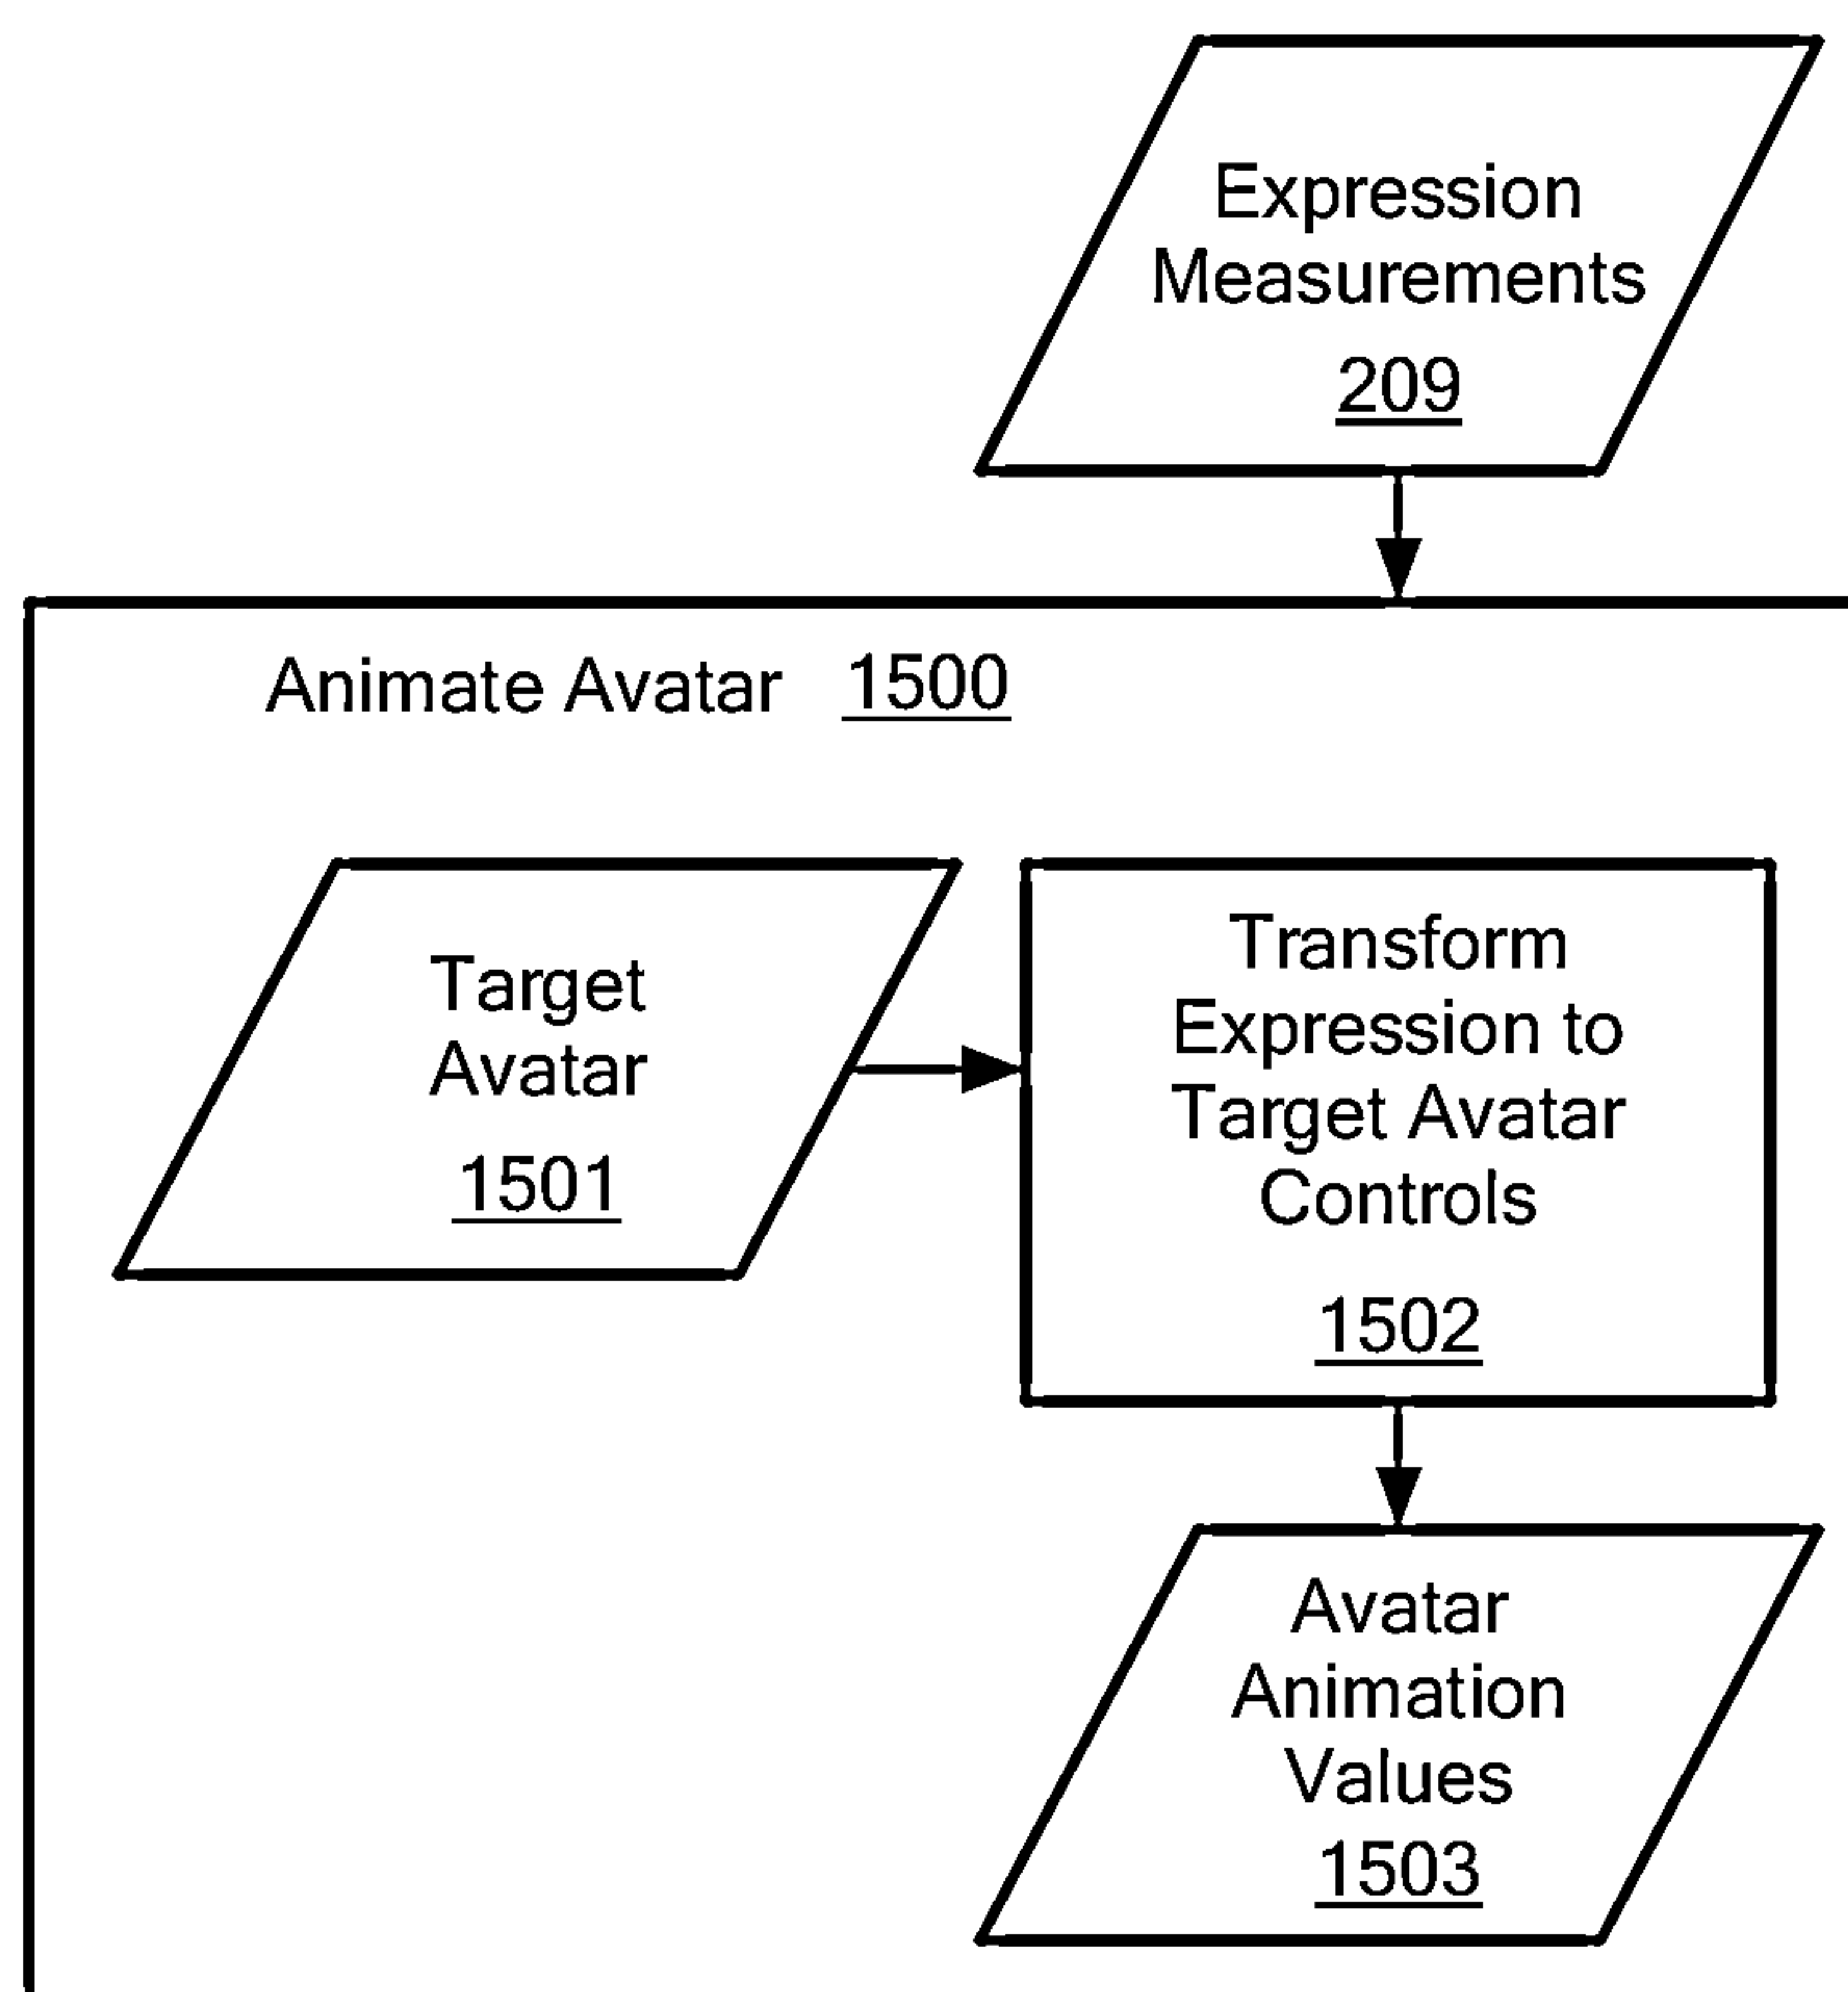 Expression
Measurements
209
Animate Avatar 1500
Target
Avatar
1501
Transform
Expression to
Target Avatar
Controls
1502
Avatar
Animation
Values
1503